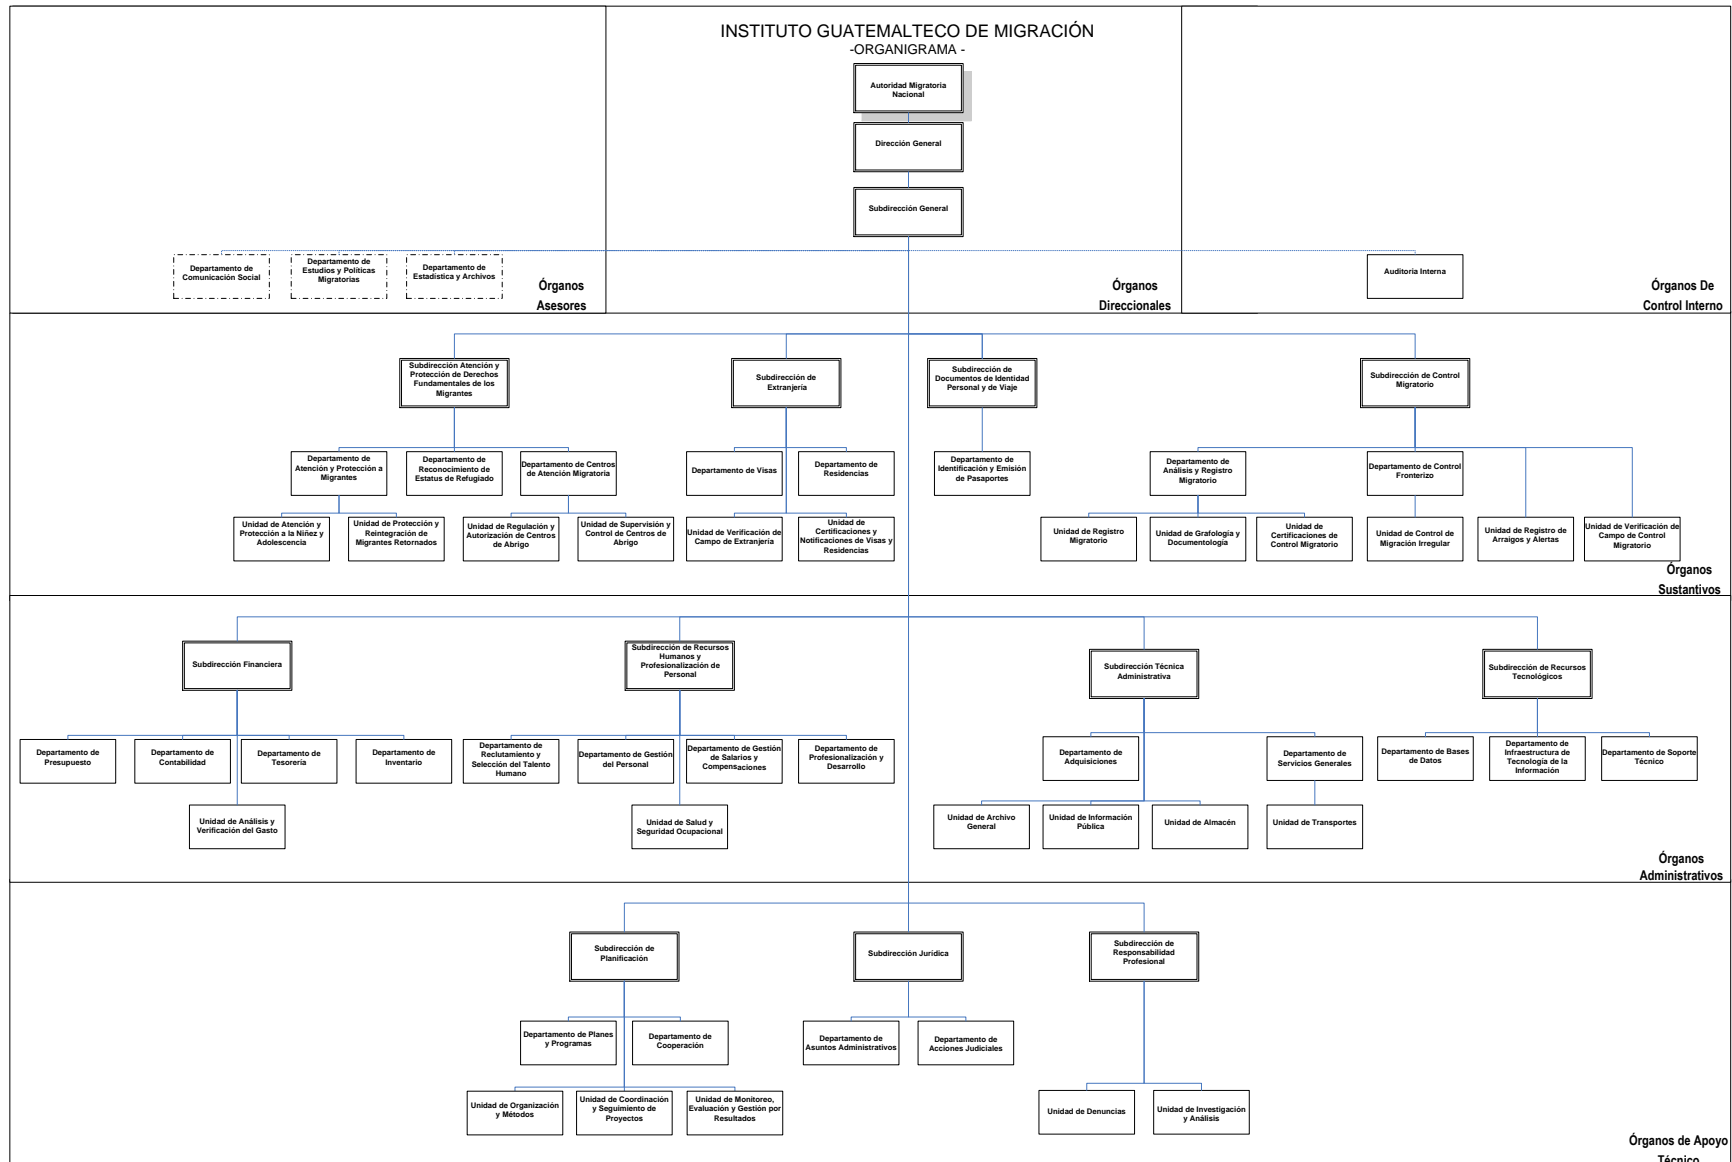 INSTITUTO GUATEMALTECO DE MIGRACIÓN
-ORGANIGRAMA -
Autoridad Migratoria
Nacional
Dirección General
Subdirección General
Departamento de
Comunicación Social
Departamento de
Estudios y Políticas
Migratorias
Departamento de
Estadística y Archivos
Órganos
Asesores
Órganos
Direccionales
Auditoría Interna
Órganos De
Control Interno
Subdirección Atención y
Protección de Derechos
Fundamentales de los
Migrantes
Subdirección de
Extranjería
Subdirección de
Documentos de Identidad
Personal y de Viaje
Subdirección de Control
Migratorio
Departamento de
Atención y Protección a
Migrantes
Departamento de
Reconocimiento de
Estatus de Refugiado
Departamento de Centros
de Atención Migratoria
Departamento de Visas
Departamento de
Residencias
Departamento de
Identificación y Emisión
de Pasaportes
Departamento de
Análisis y Registro
Migratorio
Departamento de Control
Fronterizo
Unidad de Atención y
Protección a la Niñez y
Adolescencia
Unidad de Protección y
Reintegración de
Migrantes Retornados
Unidad de Regulación y
Autorización de Centros
de Abrigo
Unidad de Supervisión y
Control de Centros de
Abrigo
Unidad de Verificación de
Campo de Extranjería
Unidad de
Certificaciones y
Notificaciones de Visas y
Residencias
Unidad de Registro
Migratorio
Unidad de Grafología y
Documentología
Unidad de
Certificaciones de
Control Migratorio
Unidad de Control de
Migración Irregular
Unidad de Registro de
Arraigos y Alertas
Unidad de Verificación de
Campo de Control
Migratorio
Órganos
Sustantivos
Subdirección Financiera
Subdirección de Recursos
Humanos y
Profesionalización de
Personal
Subdirección Técnica
Administrativa
Subdirección de Recursos
Tecnológicos
Departamento de
Presupuesto
Departamento de
Contabilidad
Departamento de
Tesorería
Departamento de
Inventario
Departamento de
Reclutamiento y
Selección del Talento
Humano
Departamento de Gestión
del Personal
Departamento de Gestión
de Salarios y
Compensaciones
Departamento de
Profesionalización y
Desarrollo
Departamento de
Adquisiciones
Departamento de
Servicios Generales
Departamento de Bases
de Datos
Departamento de
Infraestructura de
Tecnología de la
Información
Departamento de Soporte
Técnico
Unidad de Análisis y
Verificación del Gasto
Unidad de Salud y
Seguridad Ocupacional
Unidad de Archivo
General
Unidad de Información
Pública
Unidad de Almacén
Unidad de Transportes
Órganos
Administrativos
Subdirección de
Planificación
Subdirección Jurídica
Subdirección de
Responsabilidad
Profesional
Departamento de Planes
y Programas
Departamento de
Cooperación
Departamento de
Asuntos Administrativos
Departamento de
Acciones Judiciales
Unidad de Organización
y Métodos
Unidad de Coordinación
y Seguimiento de
Proyectos
Unidad de Monitoreo,
Evaluación y Gestión por
Resultados
Unidad de Denuncias
Unidad de Investigación
y Análisis
Órganos de Apoyo
Técnico